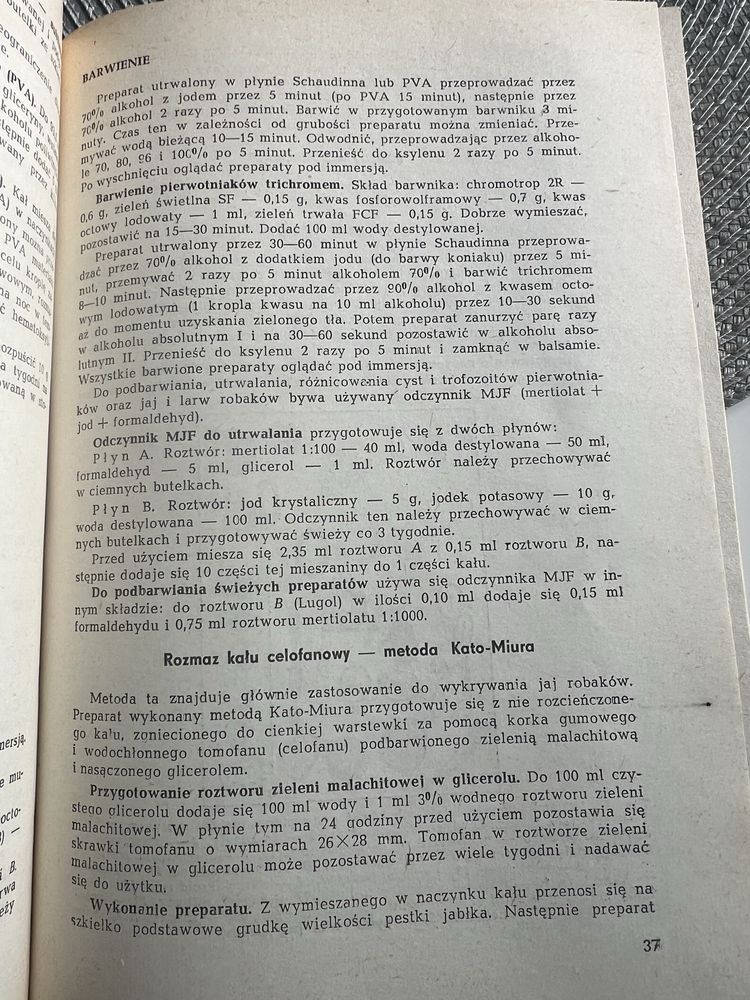 BARWIENIE
Preparat utrwalony w płynie Schaudinna lub PVA przeprowadzać przez
70% alkohol z jodem przez 5 minut (po PVA 15 minut), następnie przez
70% alkohol 2 razy po 5 minut. Barwić w przygotowanym barwniku 3 mi-
nuty. Czas ten w zależności od grubości preparatu można zmieniać. Prze-
mywać wodą bieżącą 10—15 minut. Odwodnić, przeprowadzając przez alkoho-
le 70, 80, 96 i 100% po 5 minut. Przenieść do ksylenu 2 razy po 5 minut.
Po wyschnięciu oglądać preparaty pod immersją.
Barwienie pierwotniaków trichromem. Skład barwnika: chromotrop 2R —
0,6 g, zieleń świetlna SF — 0,15 g, kwas fosforowolframowy — 0,7 g, kwas
octowy lodowaty — 1 ml, zieleń trwała FCF — 0,15 g. Dobrze wymieszać,
pozostawić na 15—30 minut. Dodać 100 ml wody destylowanej.
Preparat utrwalony przez 30—60 minut w płynie Schaudinna przeprowa-
dzać przez 70% alkohol z dodatkiem jodu (do barwy koniaku) przez 5 mi-
nut, przemywać 2 razy po 5 minut alkoholem 70% i barwić trichromem
8—10 minut. Następnie przeprowadzać przez 90% alkohol z kwasem octo-
wym lodowatym (1 kropla kwasu na 10 ml alkoholu) przez 10—30 sekund
aż do momentu uzyskania zielonego tła. Potem preparat zanurzyć parę razy
w alkoholu absolutnym I i na 30—60 sekund pozostawić w alkoholu abso-
lutnym II. Przenieść do ksylenu 2 razy po 5 minut i zamknąć w balsamie.
Wszystkie barwione preparaty oglądać pod immersją.
Do podbarwiania, utrwalania, różnicowania cyst i trofozoitów pierwotnia-
ków oraz jaj i larw robaków bywa używany odczynnik MJF (mertiolat +
jod + formaldehyd).
Odczynnik MJF do utrwalania przygotowuje się z dwóch płynów:
Płyn A. Roztwór: mertiolat 1:100 — 40 ml, woda destylowana — 50 ml,
formaldehyd — 5 ml, glicerol — 1 ml. Roztwór należy przechowywać
w ciemnych butelkach.
Płyn B. Roztwór: jod krystaliczny — 5 g, jodek potasowy — 10 g,
woda destylowana — 100 ml. Odczynnik ten należy przechowywać w ciem-
nych butelkach i przygotowywać świeży co 3 tygodnie.
Przed użyciem miesza się 2,35 ml roztworu A z 0,15 ml roztworu B, na-
stępnie dodaje się 10 części tej mieszaniny do 1 części kału.
Do podbarwiania świeżych preparatów używa się odczynnika MJF w in-
nym składzie: do roztworu B (Lugol) w ilości 0,10 ml dodaje się 0,15 ml
formaldehydu i 0,75 ml roztworu mertiolatu 1:1000.
Rozmaz kału celofanowy — metoda Kato-Miura
Metoda ta znajduje głównie zastosowanie do wykrywania jaj robaków.
Preparat wykonany metodą Kato-Miura przygotowuje się z nie rozcieńczone-
go kału, zgniecionego do cienkiej warstewki za pomocą korka gumowego
i wodochłonnego tomofanu (celofanu) podbarwionego zielenią malachitową
i nasączonego glicerolem.
Przygotowanie roztworu zieleni malachitowej w glicerolu. Do 100 ml czy-
stego glicerolu dodaje się 100 ml wody i 1 ml 3% wodnego roztworu zieleni
malachitowej. W płynie tym na 24 godziny przed użyciem pozostawia się
skrawki tomofanu o wymiarach 26×28 mm. Tomofan w roztworze zieleni
malachitowej w glicerolu może pozostawać przez wiele tygodni i nadawać
się do użytku.
Wykonanie preparatu. Z wymieszanego w naczynku kału przenosi się na
szkiełko podstawowe grudkę wielkości pestki jabłka. Następnie preparat
37